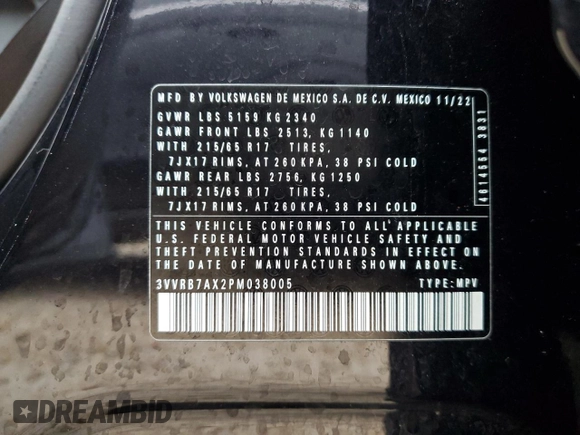 MFD BY VOLKSWAGEN DE MEXICO S.A. DE C.V. MEXICO 11/22
GVWR LBS 5159 KG 2340
GAWR FRONT LBS 2513, KG 1140
WITH 215/65 R17 TIRES,
7JX17 RIMS, AT 260 KPA, 38 PSI COLD
GAWR REAR LBS 2756, KG 1250
WITH 215/65 R17 TIRES,
7JX17 RIMS, AT 260 KPA, 38 PSI COLD
4614554 3831
THIS VEHICLE CONFORMS TO ALL APPLICABLE
U.S. FEDERAL MOTOR VEHICLE SAFETY AND
THEFT PREVENTION STANDARDS IN EFFECT ON
THE DATE OF MANUFACTURE SHOWN ABOVE
3VVRB7AX2PM038005 TYPE: MPV
DREAMBID